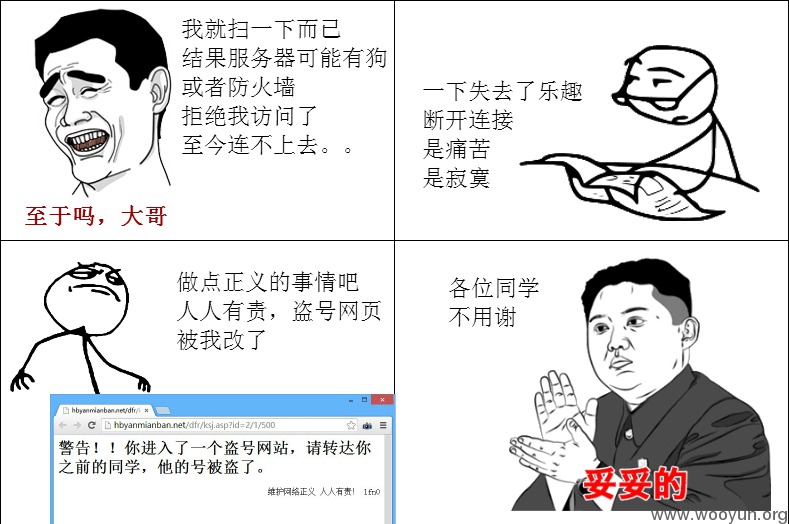 我就扫一下而已
结果服务器可能有狗
或者防火墙
拒绝我访问了
至今连不上去。。
至于吗，大哥
一下失去了乐趣
断开连接
是痛苦
是寂寞
做点正义的事情吧
人人有责，盗号网页
被我改了
hbyanmianban.net/dfr/
hbyanmianban.net/dfr/ksj.asp?id=2/1/500
警告！！你进入了一个盗号网站，请转达你
之前的同学，他的号被盗了。
维护网络正义 人人有责！ lfn0
各位同学
不用谢
妥妥的
www.wooyun.org